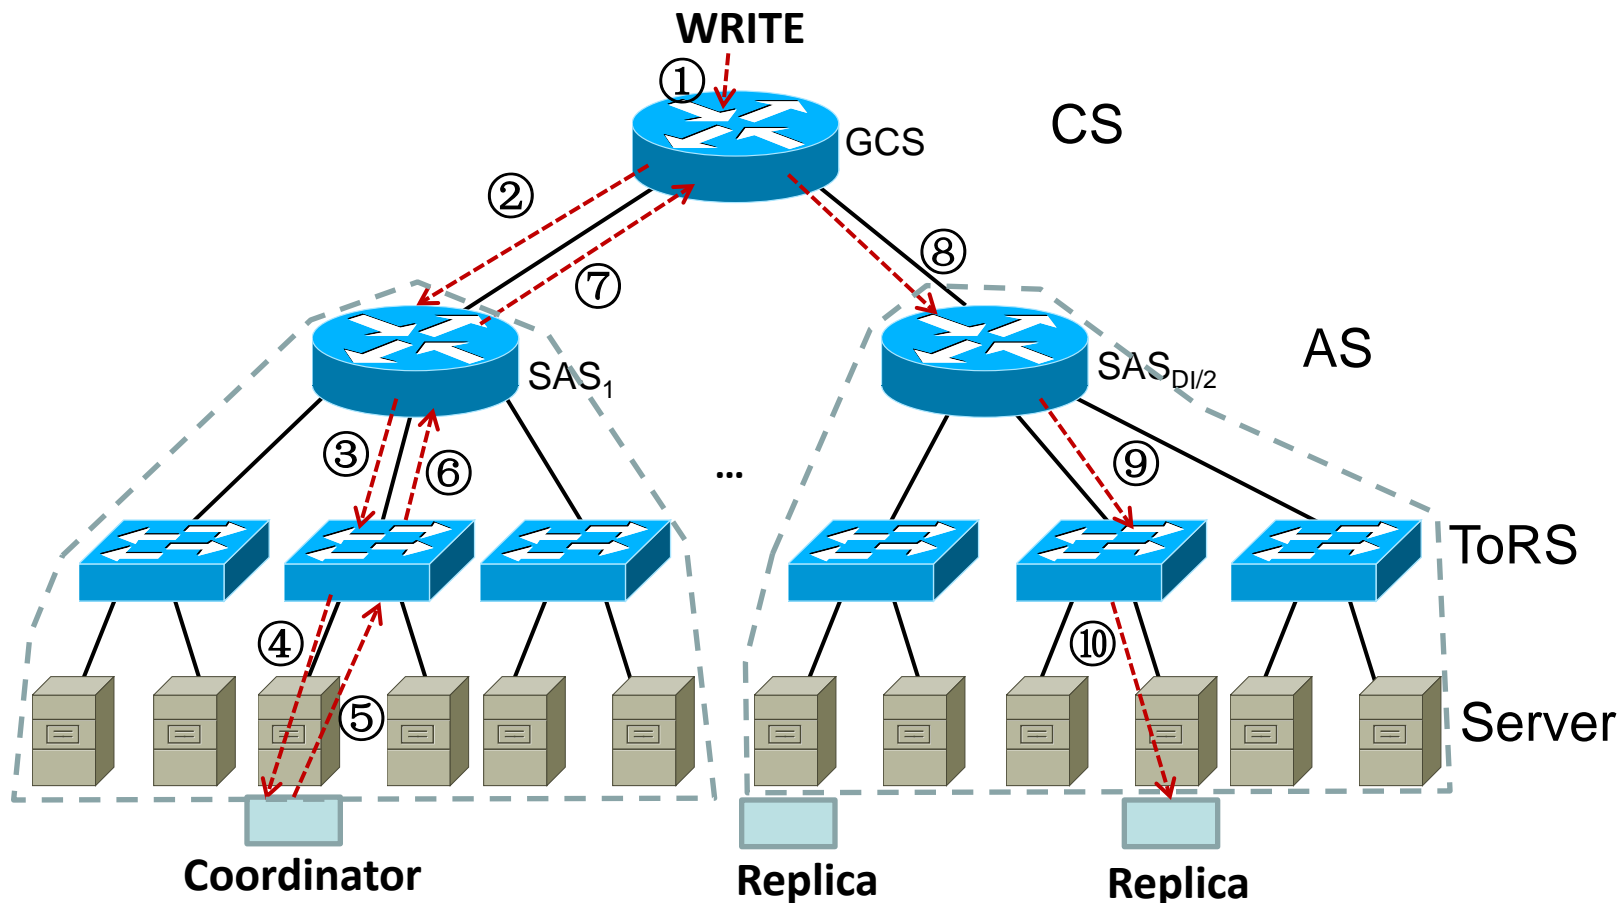 WRITE
①
GCS
CS
②
⑦
⑧
SAS1
SASDI/2
AS
③
⑥
...
⑨
ToRS
④
⑤
⑩
Server
Coordinator
Replica
Replica